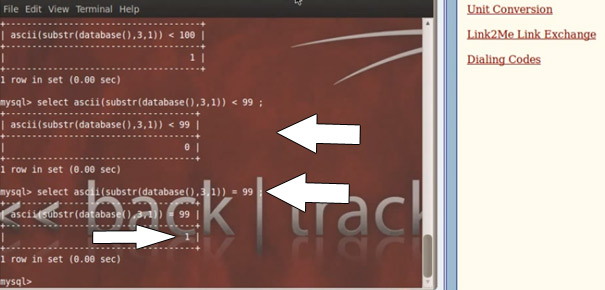 File Edit View Terminal Help
+-----------------------------------+
| ascii(substr(database(),3,1)) < 100 |
+-----------------------------------+
| 1 |
+-----------------------------------+
1 row in set (0.00 sec)
mysql> select ascii(substr(database(),3,1)) < 99 ;
+-----------------------------------+
| ascii(substr(database(),3,1)) < 99 |
+-----------------------------------+
| 0 |
+-----------------------------------+
1 row in set (0.00 sec)
mysql> select ascii(substr(database(),3,1)) = 99 ;
+-----------------------------------+
| ascii(substr(database(),3,1)) = 99 |
+-----------------------------------+
| 1 |
+-----------------------------------+
1 row in set (0.00 sec)
mysql>
<< back | track
Unit Conversion
Link2Me Link Exchange
Dialing Codes